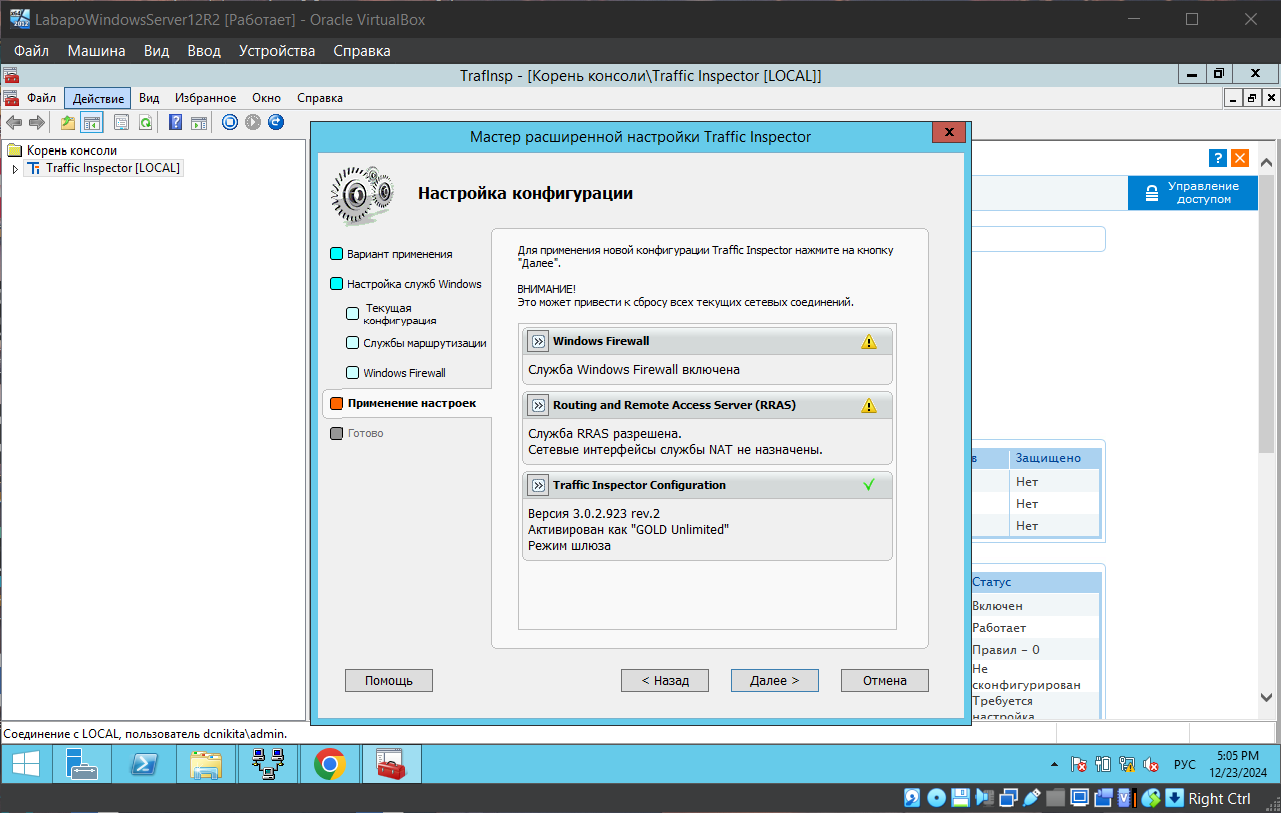 LabapoWindowsServer12R2 [Работает] - Oracle VirtualBox
Файл Машина Вид Ввод Устройства Справка
TrafInsp - [Корень консоли\Traffic Inspector [LOCAL]]
Файл Действие Вид Избранное Окно Справка
Корень консоли
Traffic Inspector [LOCAL]
Мастер расширенной настройки Traffic Inspector
Настройка конфигурации
Вариант применения
Настройка служб Windows
Текущая
конфигурация
Службы маршрутизации
Windows Firewall
Применение настроек
Готово
Для применения новой конфигурации Traffic Inspector нажмите на кнопку
"Далее".
ВНИМАНИЕ!
Это может привести к сбросу всех текущих сетевых соединений.
Windows Firewall
Служба Windows Firewall включена
Routing and Remote Access Server (RRAS)
Служба RRAS разрешена.
Сетевые интерфейсы службы NAT не назначены.
Traffic Inspector Configuration
Версия 3.0.2.923 rev.2
Активирован как "GOLD Unlimited"
Режим шлюза
Помощь
< Назад
Далее >
Отмена
Управление
доступом
в Защищено
Нет
Нет
Нет
Статус
Включен
Работает
Правил - 0
Не
сконфигурирован
Требуется
настройка
Соединение с LOCAL, пользователь dcnikita\admin.
РУС
5:05 PM
12/23/2024
Right Ctrl